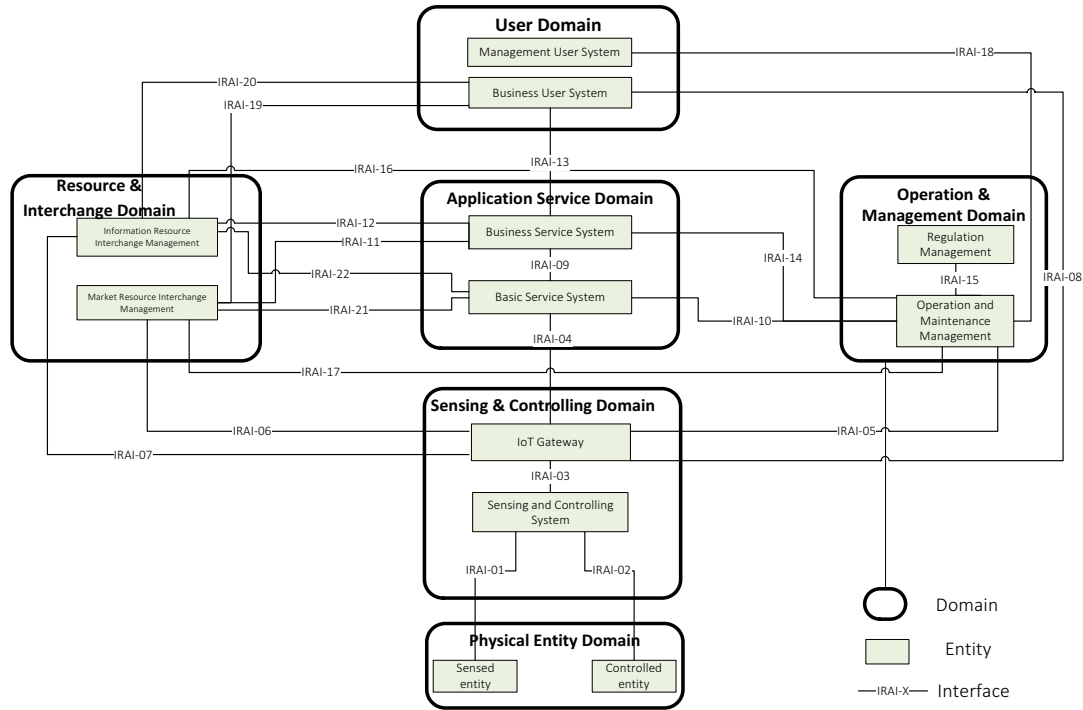 User Domain
Management User System
IRAI-18
IRAI-20
Business User System
IRAI-19
IRAI-13
IRAI-16
Resource &
Interchange Domain
Application Service Domain
Operation &
Management Domain
Information Resource
Interchange Management
IRAI-12
IRAI-11
Business Service System
Regulation
Management
IRAI-14
IRAI-09
IRAI-22
IRAI-15
IRAI-08
Market Resource Interchange
Management
Basic Service System
IRAI-21
IRAI-10
Operation and
Maintenance
Management
IRAI-04
IRAI-17
Sensing & Controlling Domain
IRAI-06
IoT Gateway
IRAI-05
IRAI-07
IRAI-03
Sensing and Controlling
System
IRAI-01
IRAI-02
Physical Entity Domain
Sensed
entity
Controlled
entity
Domain
Entity
IRAI-X
Interface